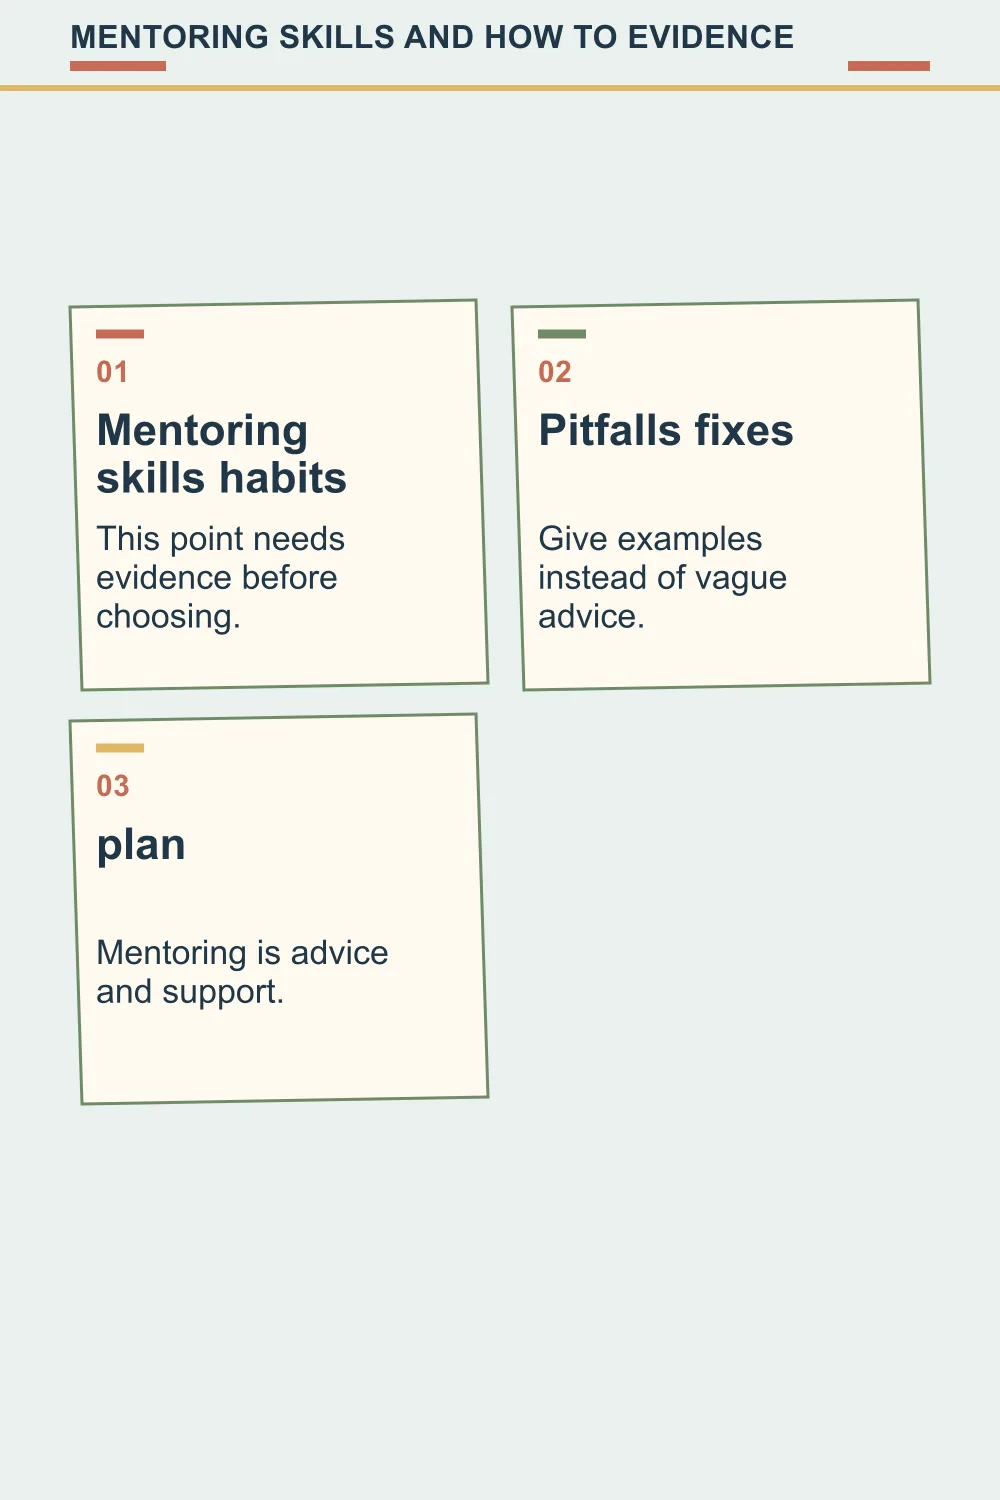 MENTORING SKILLS AND HOW TO EVIDENCE
01
Mentoring
skills habits
This point needs
evidence before
choosing.
02
Pitfalls fixes
Give examples
instead of vague
advice.
03
plan
Mentoring is advice
and support.